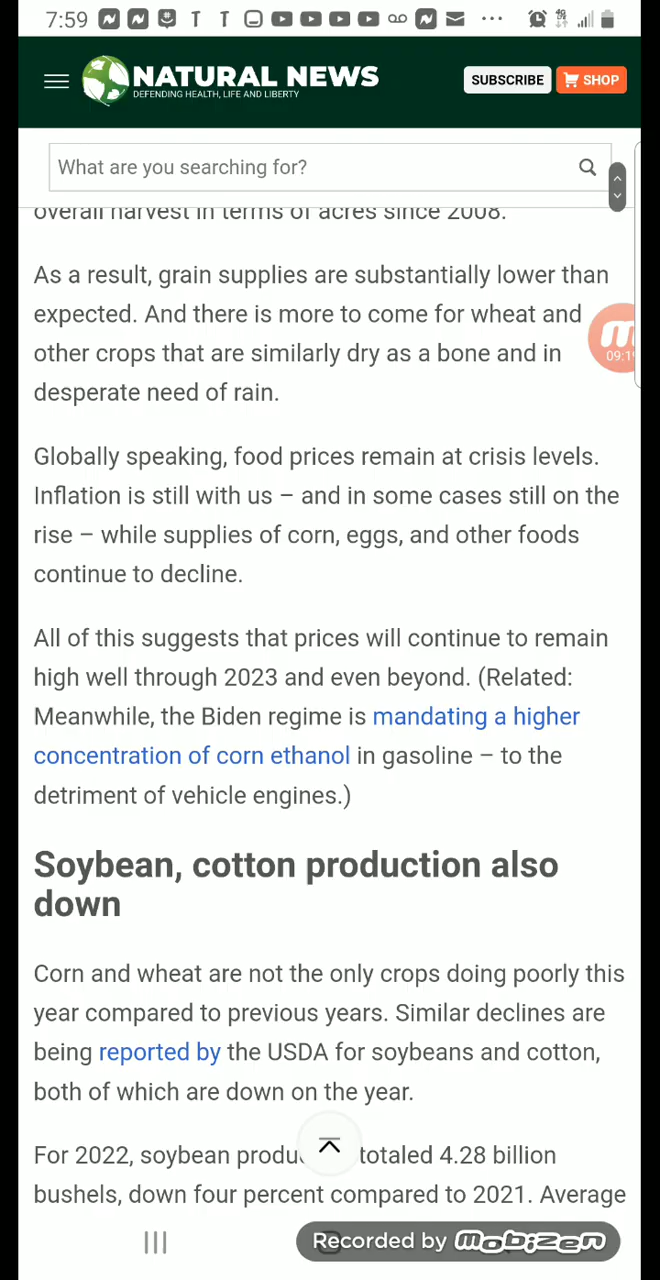 7:59
NATURAL NEWS
DEFENDING HEALTH, LIFE AND LIBERTY
SUBSCRIBE
SHOP
What are you searching for?
overall harvest in terms of acres since 2008.
As a result, grain supplies are substantially lower than
expected. And there is more to come for wheat and
other crops that are similarly dry as a bone and in
desperate need of rain.
Globally speaking, food prices remain at crisis levels.
Inflation is still with us – and in some cases still on the
rise – while supplies of corn, eggs, and other foods
continue to decline.
All of this suggests that prices will continue to remain
high well through 2023 and even beyond. (Related:
Meanwhile, the Biden regime is mandating a higher
concentration of corn ethanol in gasoline – to the
detriment of vehicle engines.)
Soybean, cotton production also
down
Corn and wheat are not the only crops doing poorly this
year compared to previous years. Similar declines are
being reported by the USDA for soybeans and cotton,
both of which are down on the year.
For 2022, soybean totaled 4.28 billion
bushels, down four percent compared to 2021. Average
Recorded by mobizen